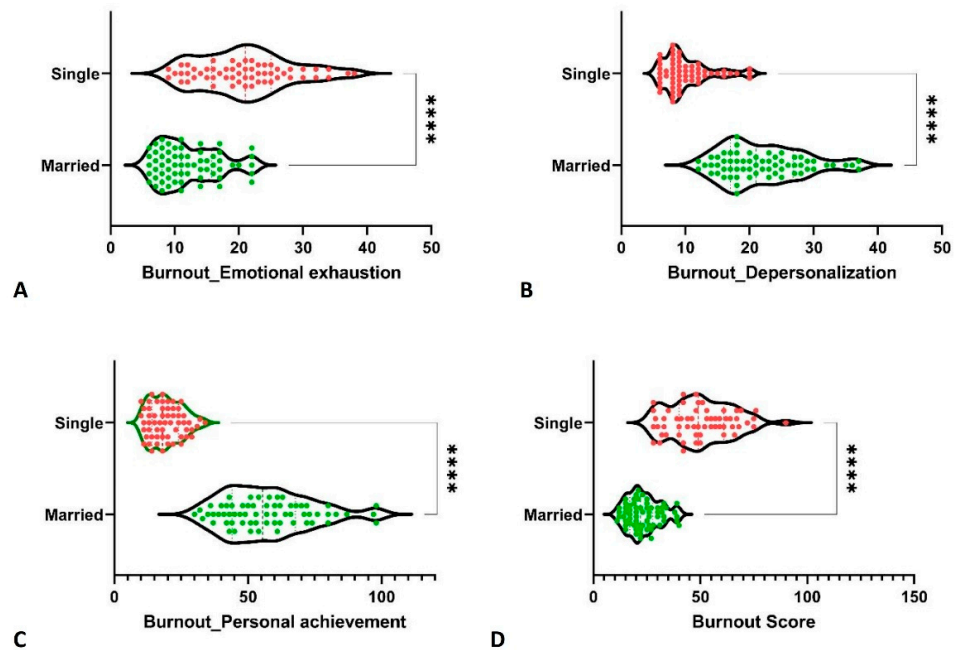 Single
Married
****
0 10 20 30 40 50
Burnout_Emotional exhaustion
A
Single
Married
****
0 10 20 30 40 50
Burnout_Depersonalization
B
Single
Married
****
0 50 100
Burnout_Personal achievement
C
Single
Married
****
0 50 100 150
Burnout Score
D